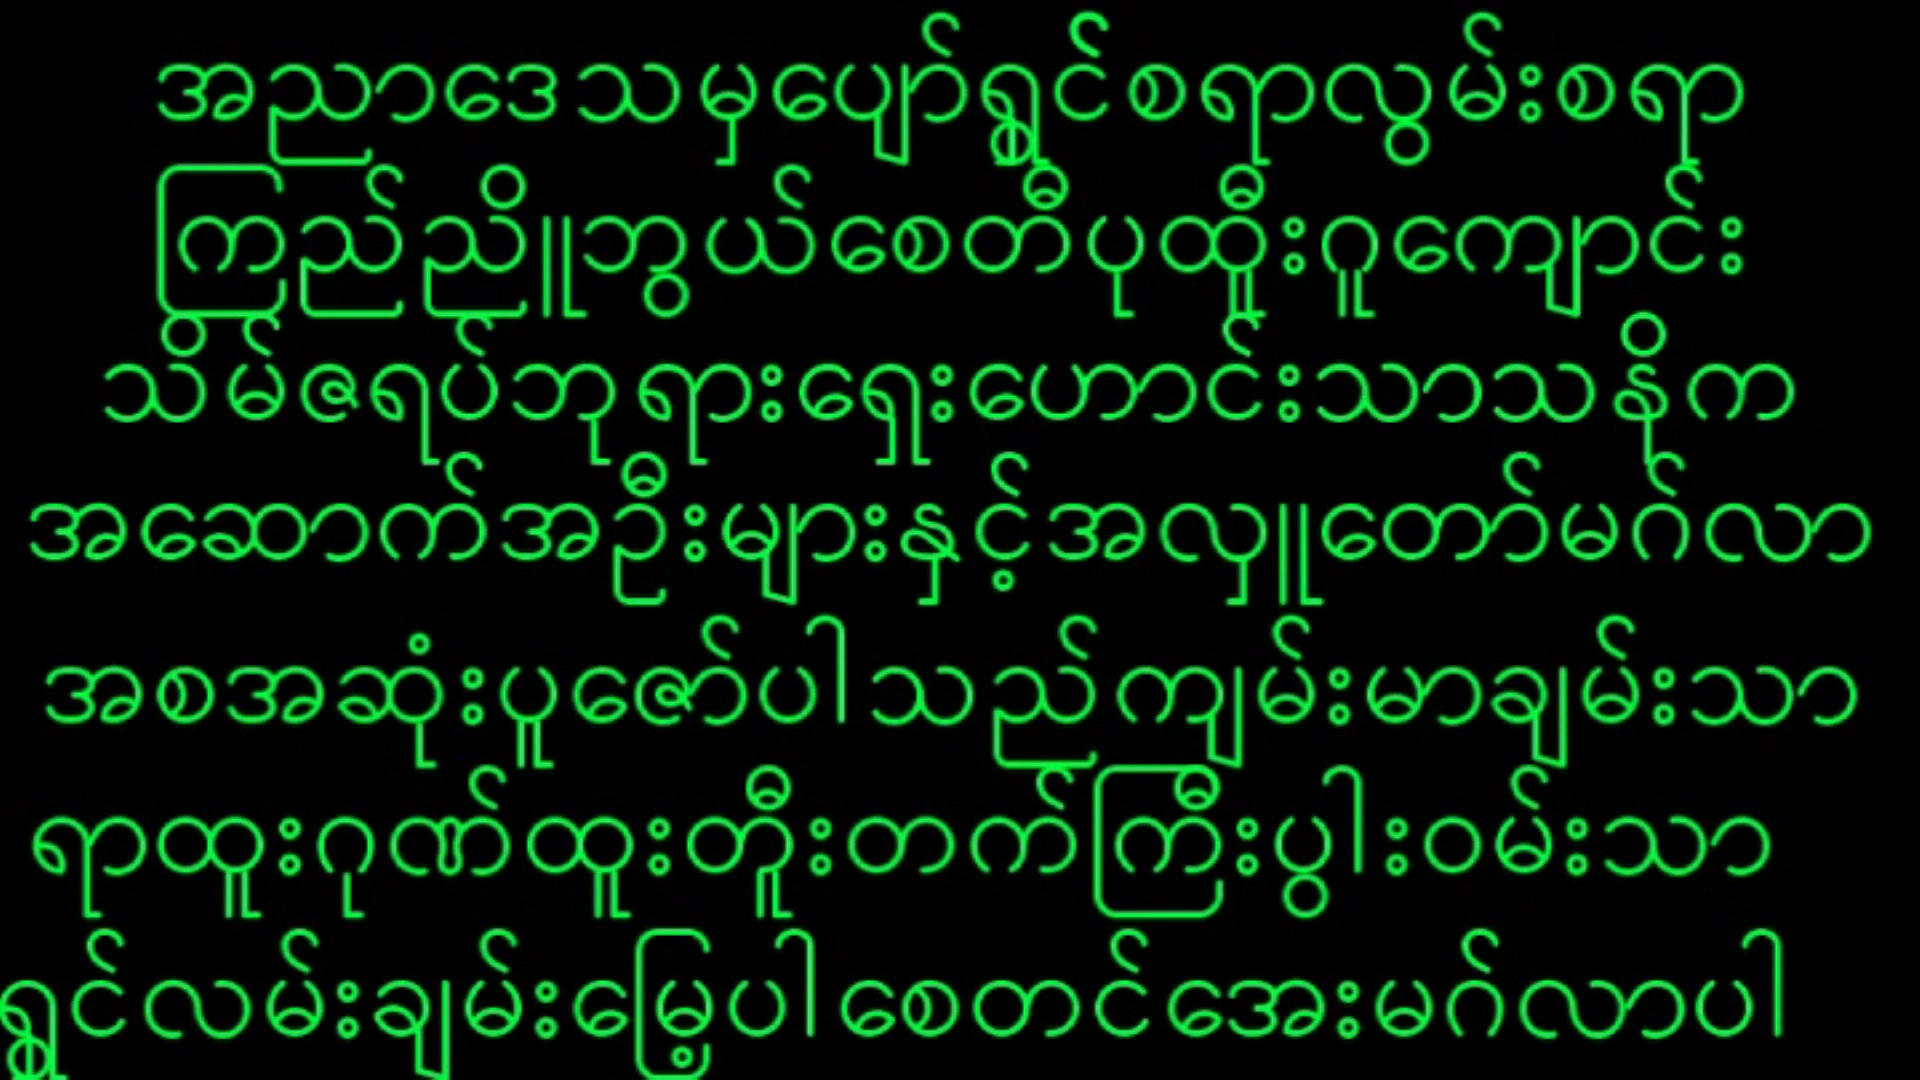 အညာဒေသမှပျော်ရွှင်စရာလွမ်းစရာ
ကြည်ညိူဘွယ်စေတီပုထိူးဂူကျောင်း
သိမ်ဇရပ်ဘုရားရှေးဟောင်းသာသနိက
အဆောက်အဦးများနှင့်အလှူတော်မင်္ဂလာ
အစအဆုံးပူဇော်ပါသည်ကျမ်းမာချမ်းသာ
ရာထူးဂုဏ်ထူးတီူးတက်ကြီးပွါးဝမ်းသာ
ရွှင်လမ်းချမ်းမြေ့ပါစေတင်အေးမင်္ဂလာပါ